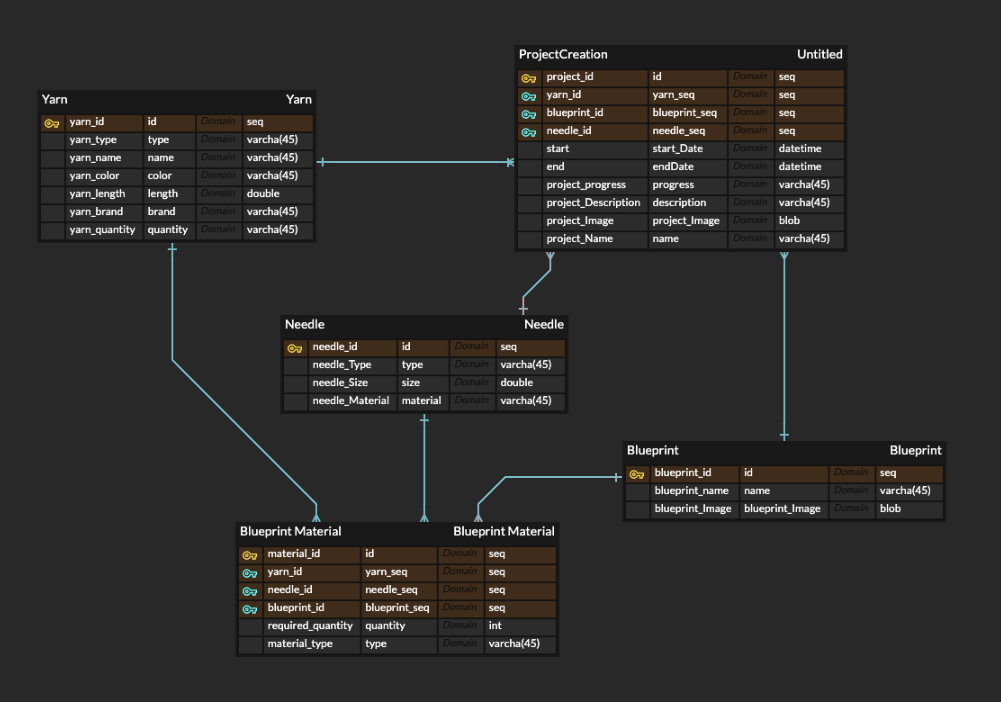 ProjectCreation Untitled
project_id id Domain seq
yarn_id yarn_seq Domain seq
blueprint_id blueprint_seq Domain seq
needle_id needle_seq Domain seq
start start_Date Domain datetime
end endDate Domain datetime
project_progress progress Domain varcha(45)
project_Description description Domain varcha(45)
project_Image project_Image Domain blob
project_Name name Domain varcha(45)
Yarn Yarn
yarn_id id Domain seq
yarn_type type Domain varcha(45)
yarn_name name Domain varcha(45)
yarn_color color Domain varcha(45)
yarn_length length Domain double
yarn_brand brand Domain varcha(45)
yarn_quantity quantity Domain varcha(45)
Needle Needle
needle_id id Domain seq
needle_Type type Domain varcha(45)
needle_Size size Domain double
needle_Material material Domain varcha(45)
Blueprint Blueprint
blueprint_id id Domain seq
blueprint_name name Domain varcha(45)
blueprint_Image blueprint_Image Domain blob
Blueprint Material Blueprint Material
material_id id Domain seq
yarn_id yarn_seq Domain seq
needle_id needle_seq Domain seq
blueprint_id blueprint_seq Domain seq
required_quantity quantity Domain int
material_type type Domain varcha(45)